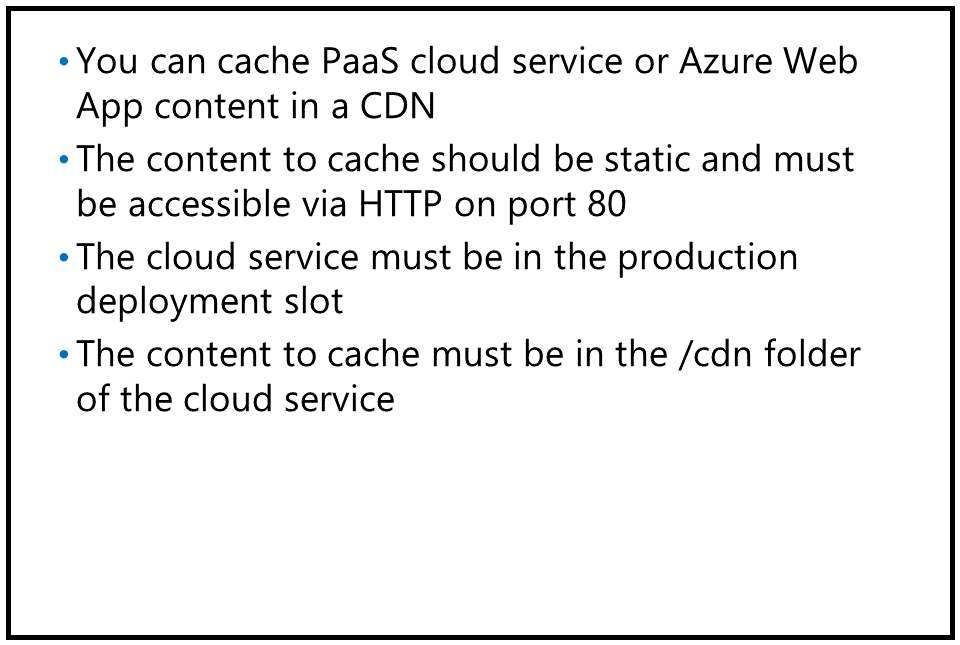 • You can cache PaaS cloud service or Azure Web
App content in a CDN
• The content to cache should be static and must
be accessible via HTTP on port 80
• The cloud service must be in the production
deployment slot
• The content to cache must be in the /cdn folder
of the cloud service